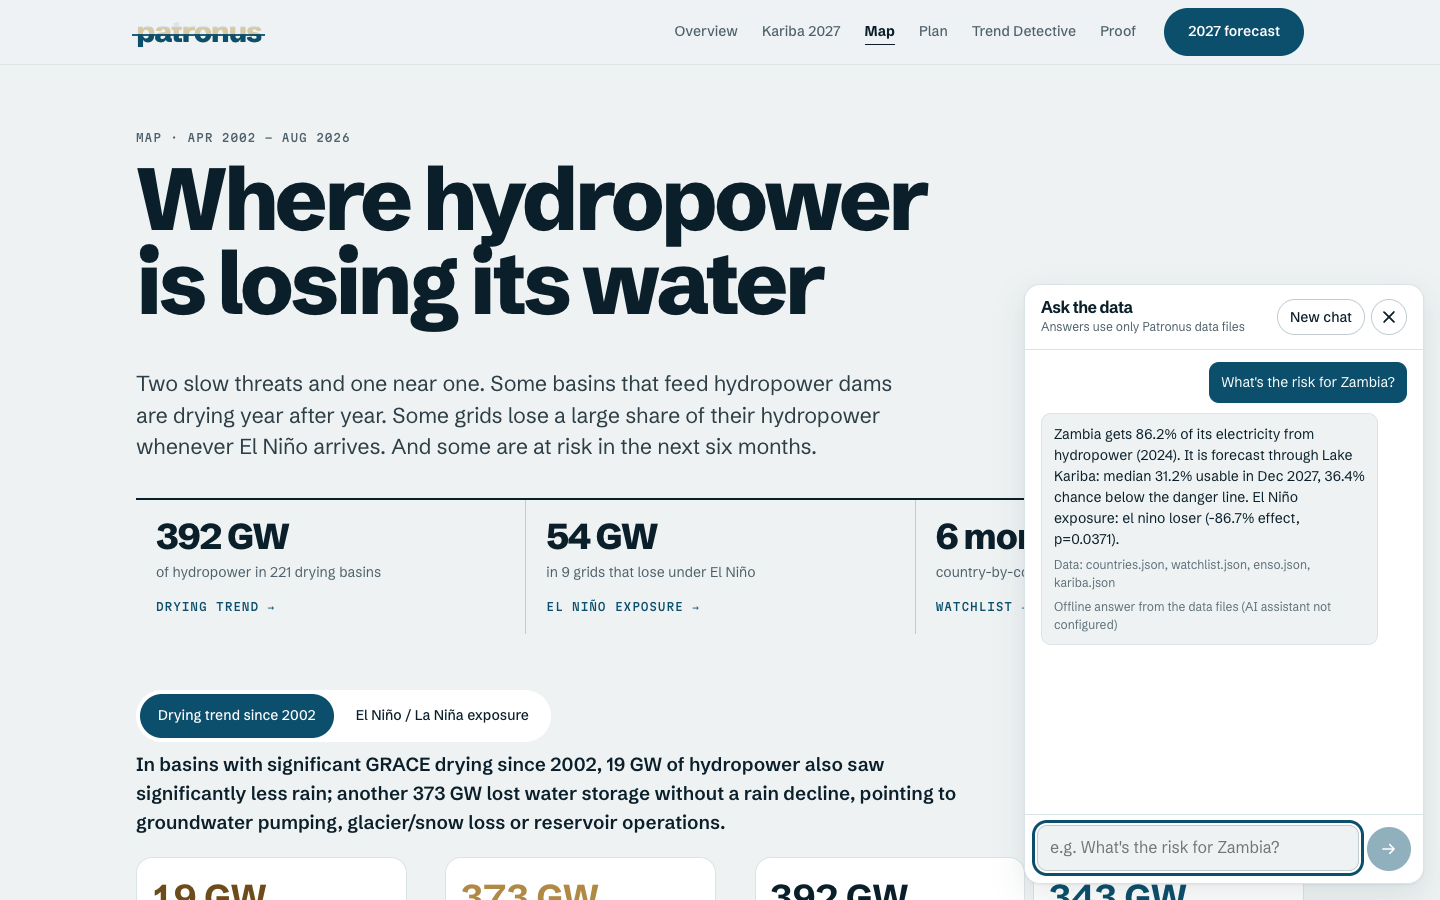 patronus
Overview Kariba 2027 Map Plan Trend Detective Proof 2027 forecast
MAP · APR 2002 – AUG 2026
Where hydropower
is losing its water
Two slow threats and one near one. Some basins that feed hydropower dams
are drying year after year. Some grids lose a large share of their hydropower
whenever El Niño arrives. And some are at risk in the next six months.
392 GW
of hydropower in 221 drying basins
DRYING TREND →
54 GW
in 9 grids that lose under El Niño
EL NIÑO EXPOSURE →
6
WATCHLIST
Drying trend since 2002 El Niño / La Niña exposure
In basins with significant GRACE drying since 2002, 19 GW of hydropower also saw
significantly less rain; another 373 GW lost water storage without a rain decline, pointing to
groundwater pumping, glacier/snow loss or reservoir operations.
19 GW 373 GW 392 GW 343 GW
Ask the data
Answers use only Patronus data files
New chat
What's the risk for Zambia?
Zambia gets 86.2% of its electricity from
hydropower (2024). It is forecast through Lake
Kariba: median 31.2% usable in Dec 2027, 36.4%
chance below the danger line. El Niño
exposure: el nino loser (-86.7% effect,
p=0.0371).
Data: countries.json, watchlist.json, enso.json,
kariba.json
Offline answer from the data files (AI assistant not
configured)
e.g. What's the risk for Zambia?